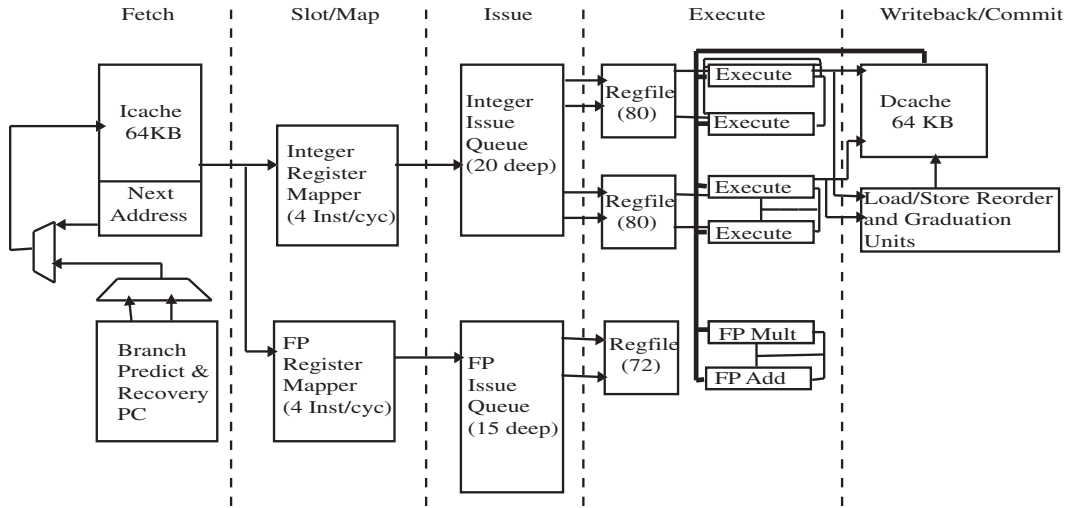 Fetch
Slot/Map
Issue
Execute
Writeback/Commit
Icache
64KB
Next
Address
Branch
Predict &
Recovery
PC
Integer
Register
Mapper
(4 Inst/cyc)
FP
Register
Mapper
(4 Inst/cyc)
Integer
Issue
Queue
(20 deep)
FP
Issue
Queue
(15 deep)
Regfile
(80)
Regfile
(80)
Regfile
(72)
Execute
Execute
Execute
Execute
FP Mult
FP Add
Dcache
64 KB
Load/Store Reorder
and Graduation
Units